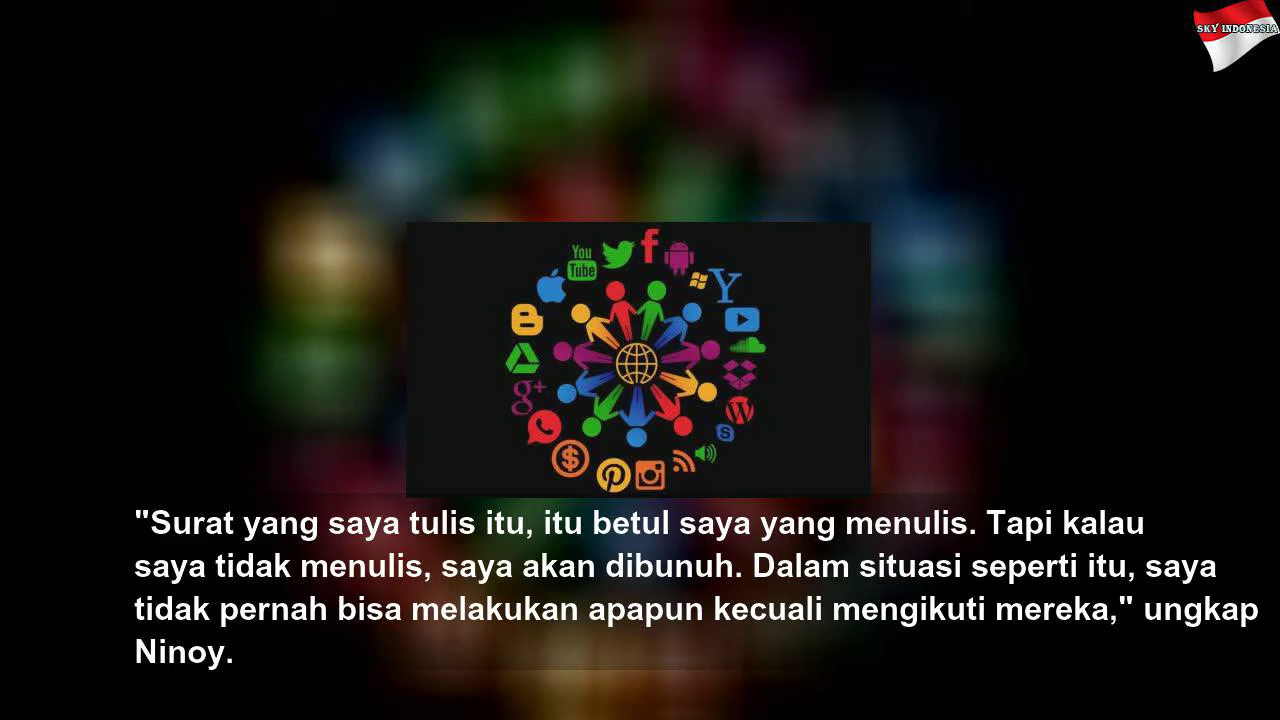 SKY INDONESIA
You
Tube
"Surat yang saya tulis itu, itu betul saya yang menulis. Tapi kalau
saya tidak menulis, saya akan dibunuh. Dalam situasi seperti itu, saya
tidak pernah bisa melakukan apapun kecuali mengikuti mereka," ungkap
Ninoy.